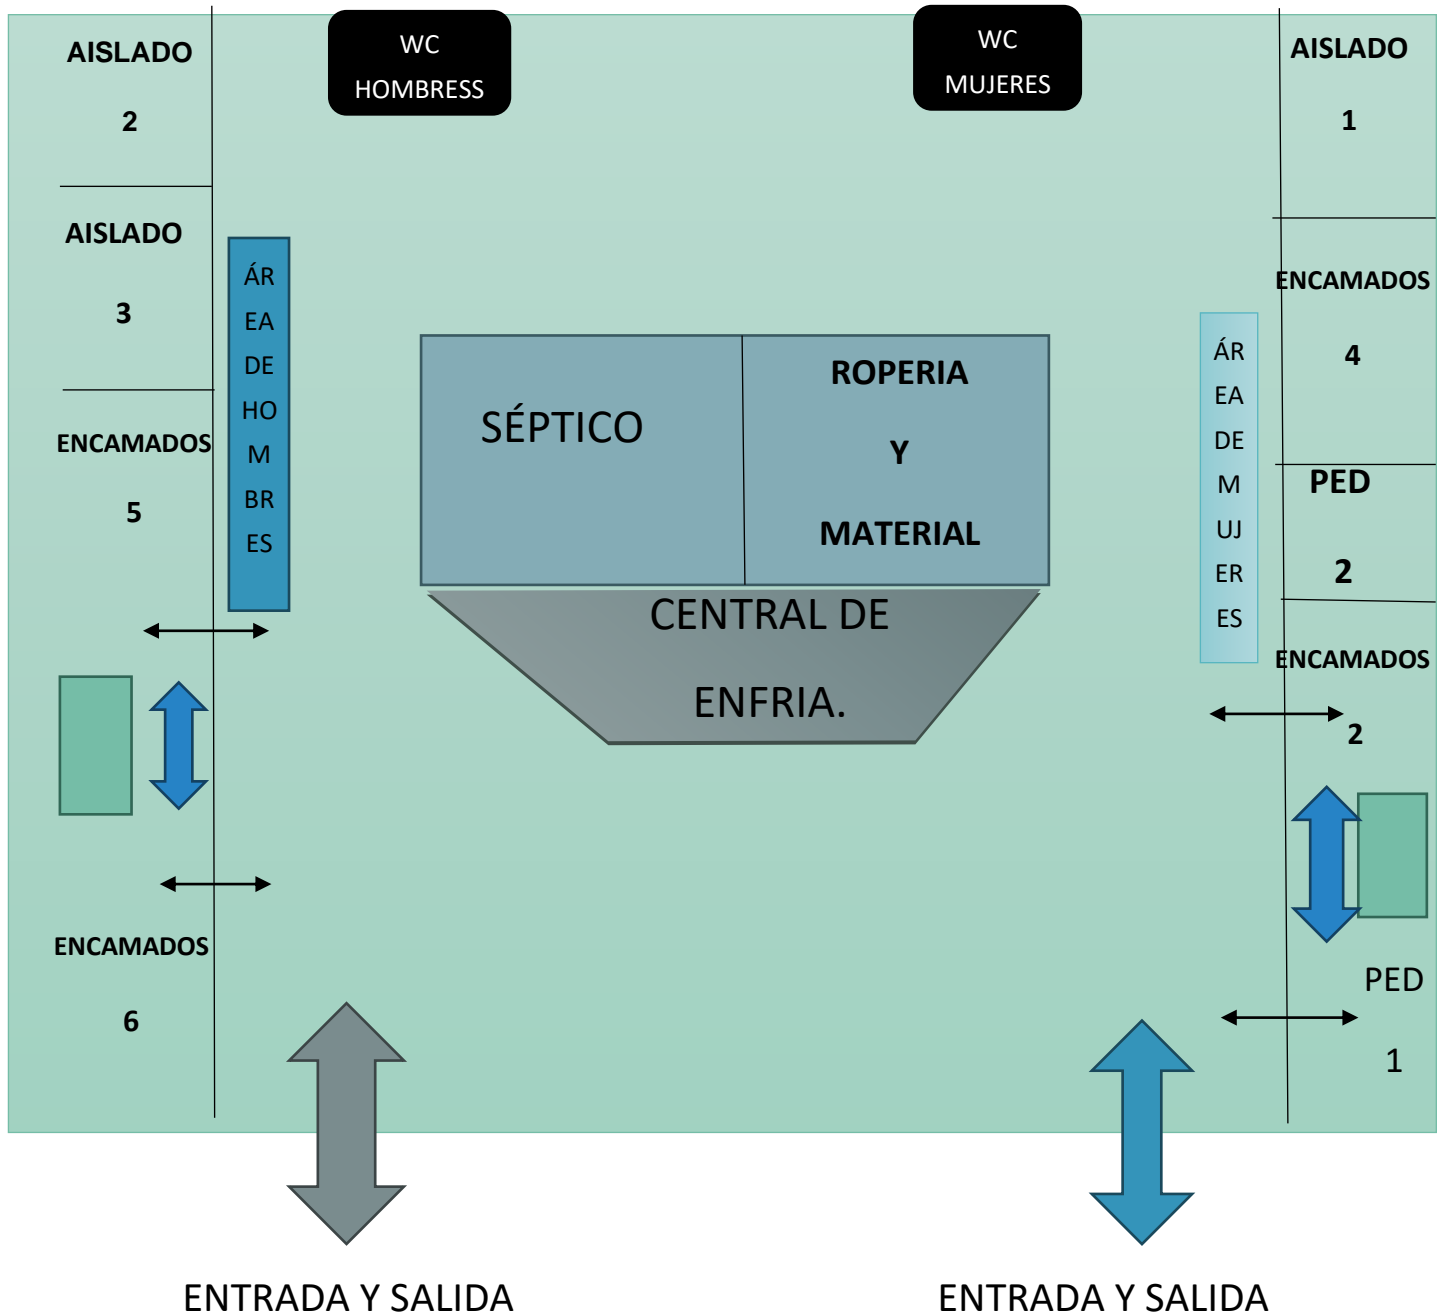 AISLADO
2
AISLADO
3
ENCAMADOS
5
ENCAMADOS
6
WC
HOMBRESS
ÁR
EA
DE
HO
M
BR
ES
SÉPTICO
ROPERIA
Y
MATERIAL
CENTRAL DE
ENFRIA.
WC
MUJERES
ÁR
EA
DE
M
UJ
ER
ES
AISLADO
1
ENCAMADOS
4
PED
2
ENCAMADOS
2
PED
1
ENTRADA Y SALIDA
ENTRADA Y SALIDA